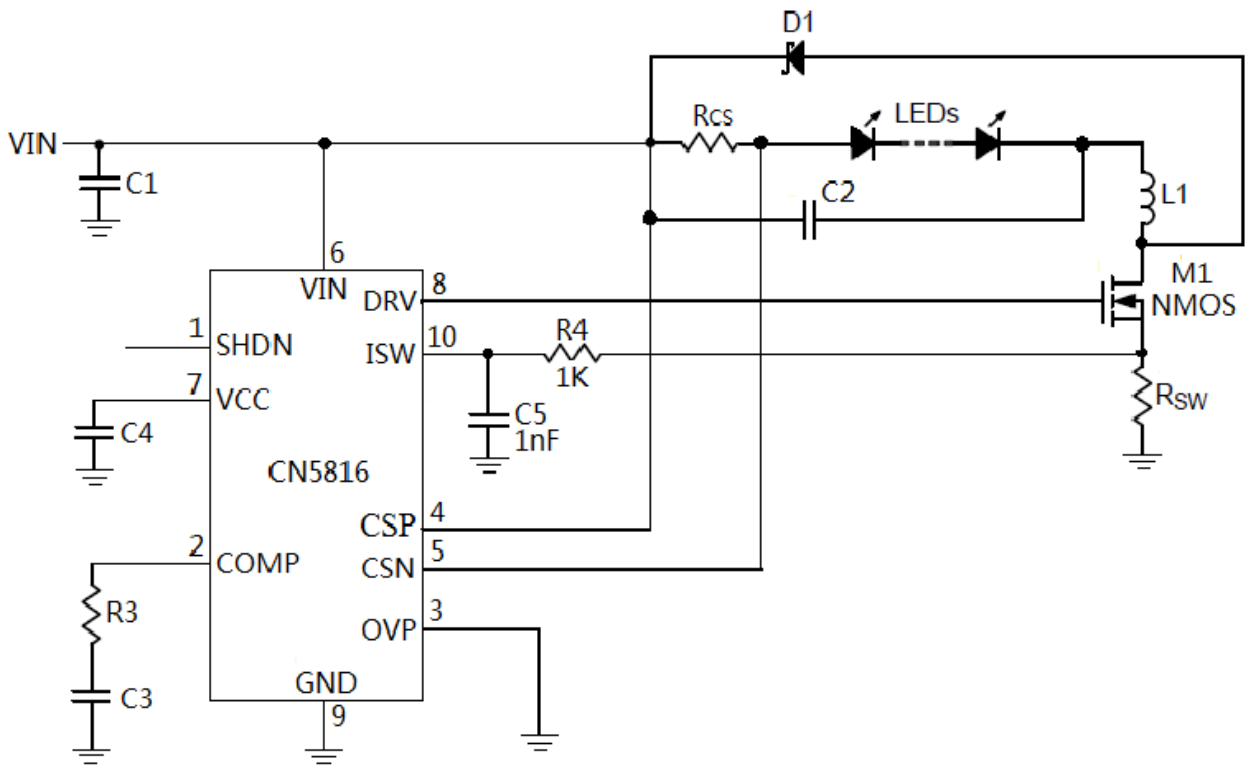 D1
LEDs
Rcs
VIN
C1
C2
L1
6
VIN
M1
NMOS
DRV
8
1
SHDN
ISW
10
R4
1K
7
VCC
C4
C5
1nF
RSW
CN5816
CSP
4
2
COMP
CSN
5
R3
OVP
3
C3
GND
9